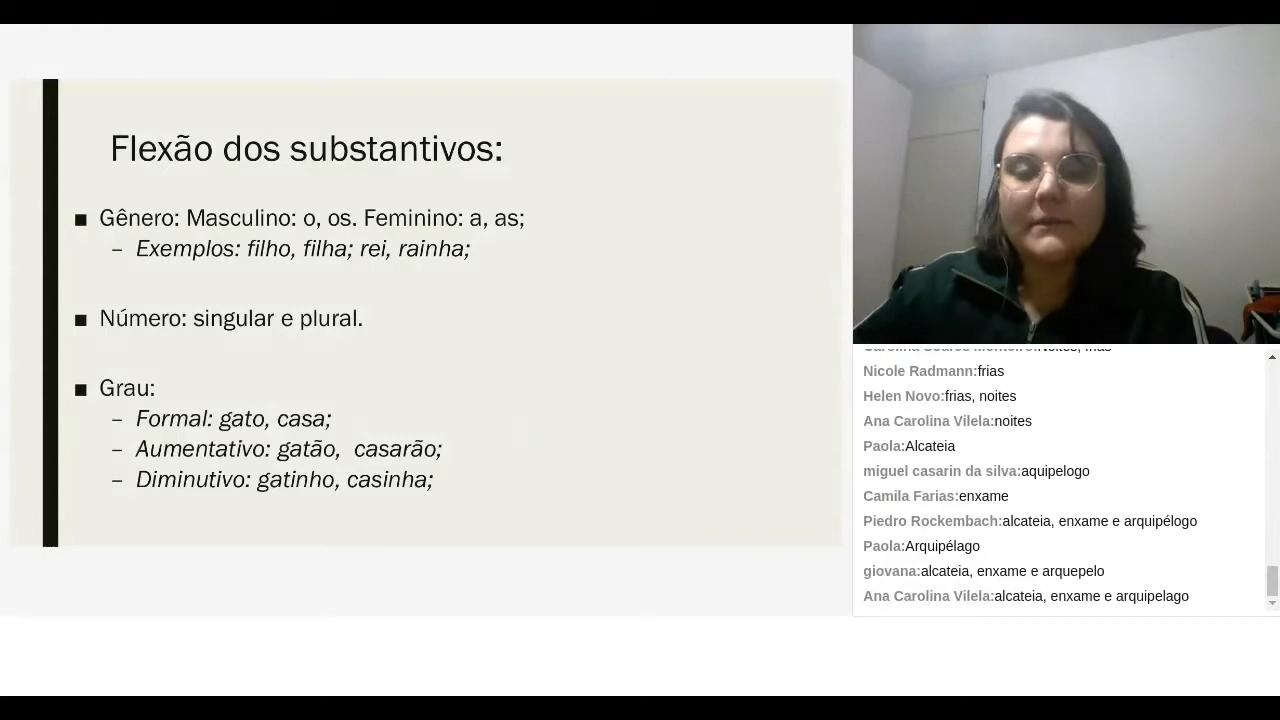 Flexão dos substantivos:
■ Gênero: Masculino: o, os. Feminino: a, as;
– Exemplos: filho, filha; rei, rainha;
■ Número: singular e plural.
■ Grau:
– Formal: gato, casa;
– Aumentativo: gatão, casarão;
– Diminutivo: gatinho, casinha;
Nicole Radmann:frias
Helen Novo:frias, noites
Ana Carolina Vilela:noites
Paola:Alcateia
miguel casarin da silva:aquipelogo
Camila Farias:enxame
Piedro Rockembach:alcateia, enxame e arquipélogo
Paola:Arquipélago
giovana:alcateia, enxame e arquepelo
Ana Carolina Vilela:alcateia, enxame e arquipelago